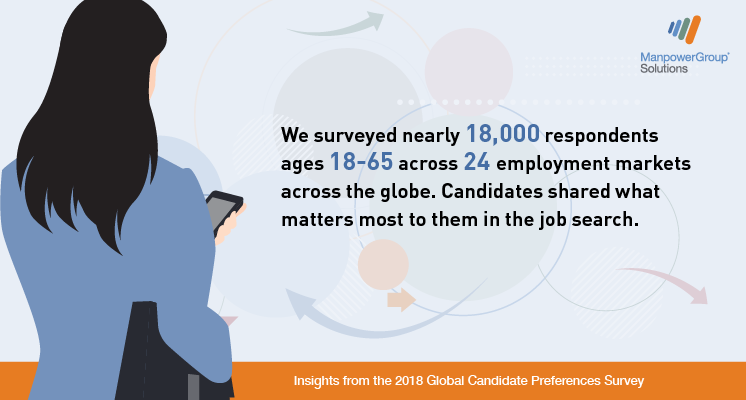 ManpowerGroup®
Solutions
We surveyed nearly 18,000 respondents
ages 18-65 across 24 employment markets
across the globe. Candidates shared what
matters most to them in the job search.
Insights from the 2018 Global Candidate Preferences Survey